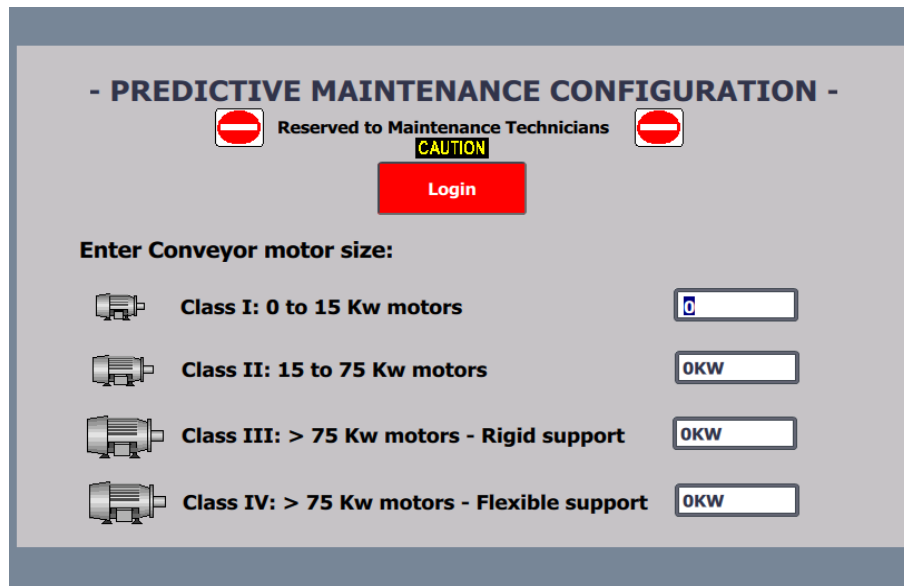 - PREDICTIVE MAINTENANCE CONFIGURATION -
Reserved to Maintenance Technicians
CAUTION
Login
Enter Conveyor motor size:
Class I: 0 to 15 Kw motors 0
Class II: 15 to 75 Kw motors 0KW
Class III: > 75 Kw motors - Rigid support 0KW
Class IV: > 75 Kw motors - Flexible support 0KW